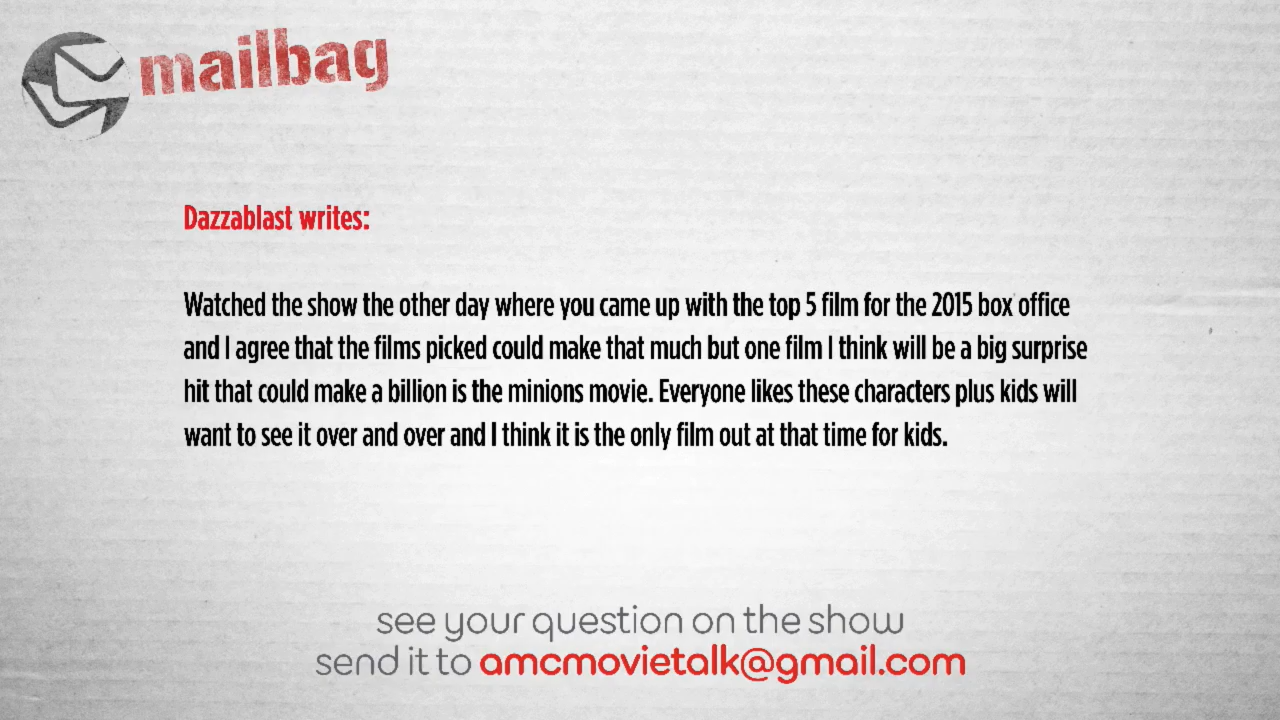 mailbag
Dazzablast writes:
Watched the show the other day where you came up with the top 5 film for the 2015 box office
and I agree that the films picked could make that much but one film I think will be a big surprise
hit that could make a billion is the minions movie. Everyone likes these characters plus kids will
want to see it over and over and I think it is the only film out at that time for kids.
see your question on the show
send it to amcmovietalk@gmail.com